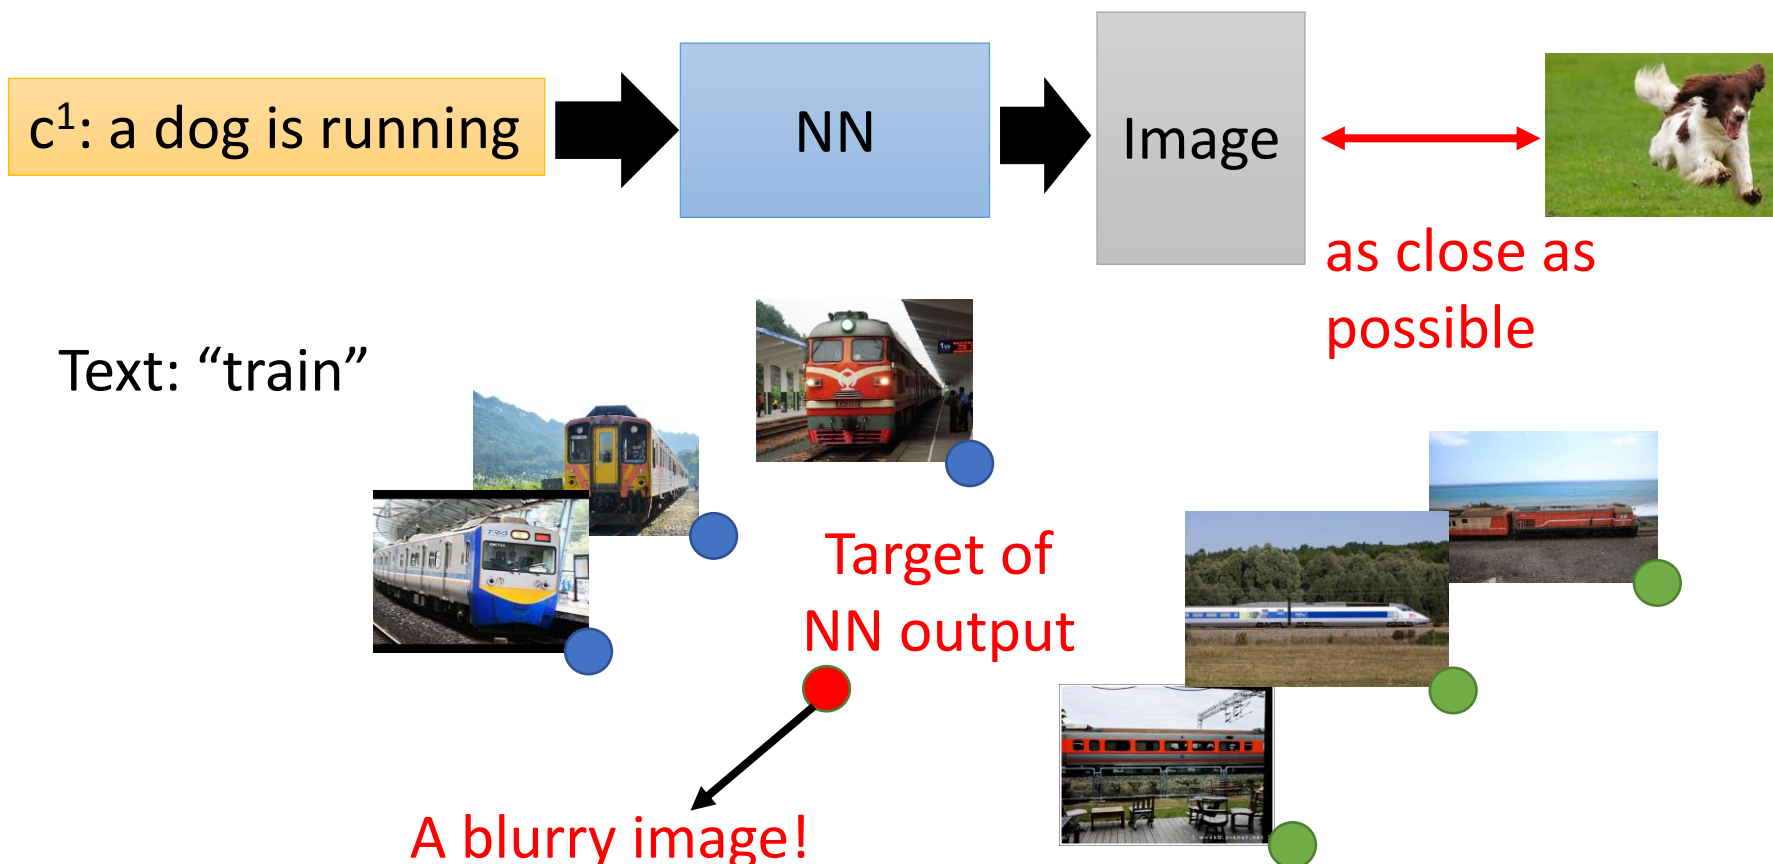 c¹: a dog is running
NN
Image
as close as
possible
Text: “train”
Target of
NN output
A blurry image!